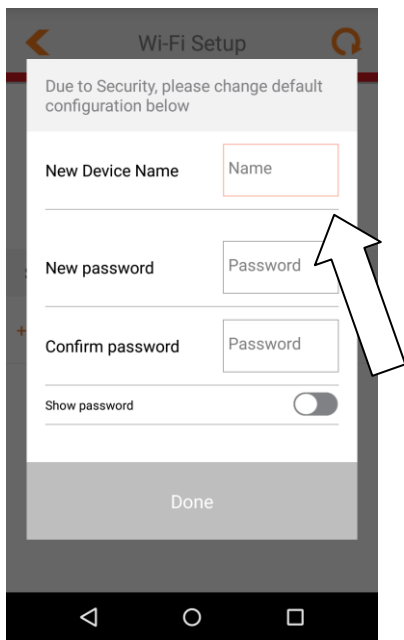 Wi-Fi Setup
Due to Security, please change default
configuration below
New Device Name
Name
New password
Password
Confirm password
Password
Show password
Done